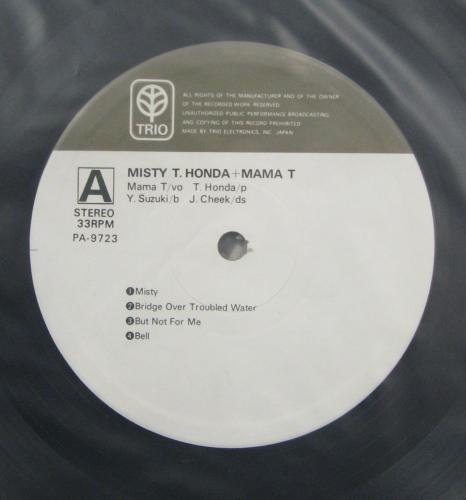 TRIO
ALL RIGHTS OF THE MANUFACTURER AND OF THE OWNER
OF THE RECORDED WORK RESERVED
UNAUTHORIZED PUBLIC PERFORMANCE BROADCASTING
AND COPYING OF THIS RECORD PROHIBITED
MADE BY TRIO ELECTRONICS, INC. JAPAN
A
STEREO
33RPM
PA-9723
MISTY T. HONDA+MAMA T
Mama T/vo T. Honda/p
Y. Suzuki/b J. Cheek/ds
❶Misty
❷Bridge Over Troubled Water
❸But Not For Me
❹Bell